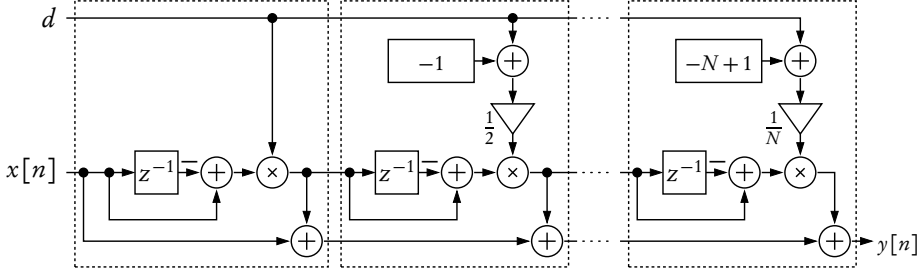 d
−1
−N + 1
1/2
1/N
x[n]
z⁻¹
−
z⁻¹
−
z⁻¹
−
y[n]